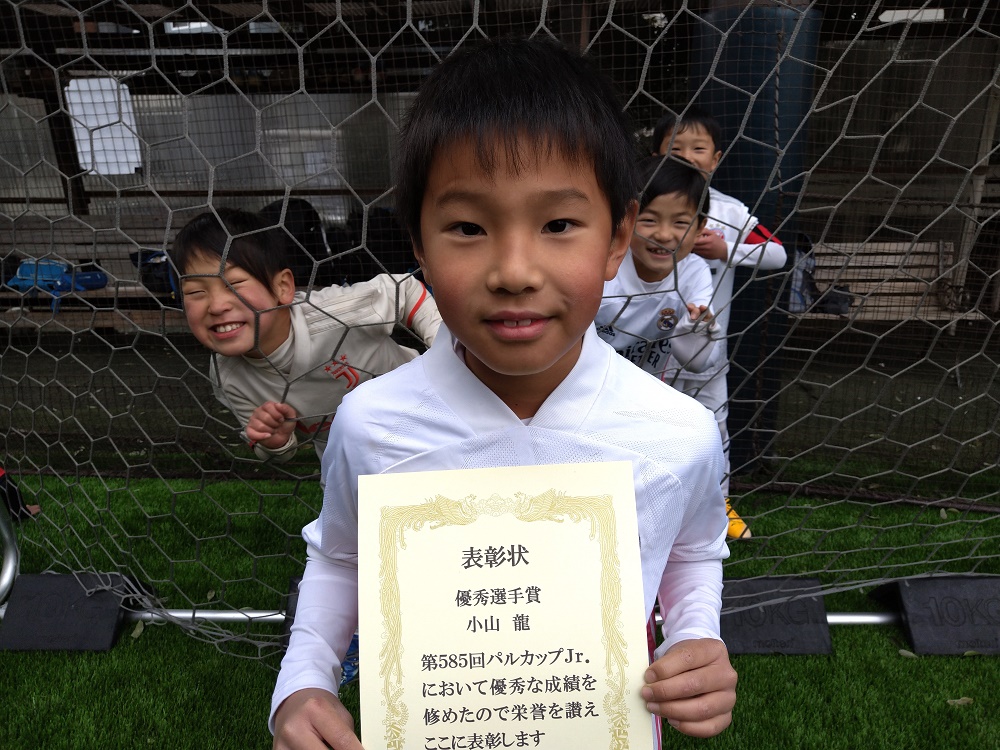 表彰状
優秀選手賞
小山 龍
第585回パルカップJr.
において優秀な成績を
修めたので栄誉を讃え
ここに表彰します
10KG